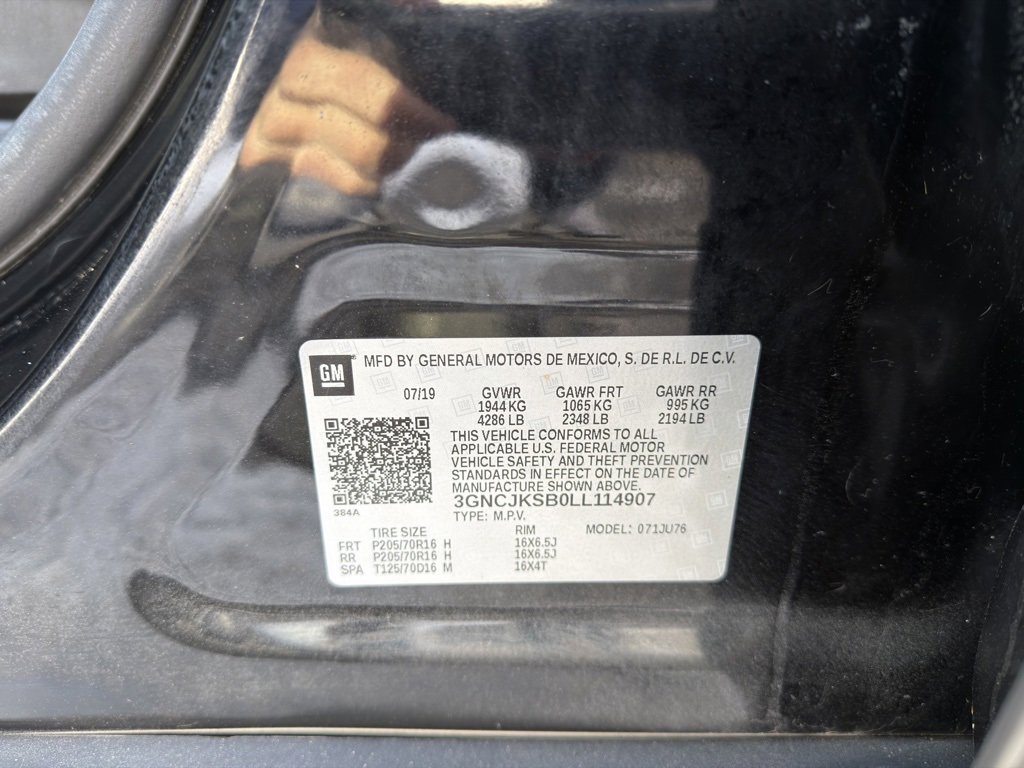 GM
MFD BY GENERAL MOTORS DE MEXICO, S. DE R.L. DE C.V.
07/19 GVWR GAWR FRT GAWR RR
1944 KG 1065 KG 995 KG
4286 LB 2348 LB 2194 LB
THIS VEHICLE CONFORMS TO ALL
APPLICABLE U.S. FEDERAL MOTOR
VEHICLE SAFETY AND THEFT PREVENTION
STANDARDS IN EFFECT ON THE DATE OF
MANUFACTURE SHOWN ABOVE.
3GNCJKSB0LL114907
384A
TYPE: M.P.V.
TIRE SIZE RIM MODEL: 071JU76
FRT P205/70R16 H 16X6.5J
RR P205/70R16 H 16X6.5J
SPA T125/70D16 M 16X4T